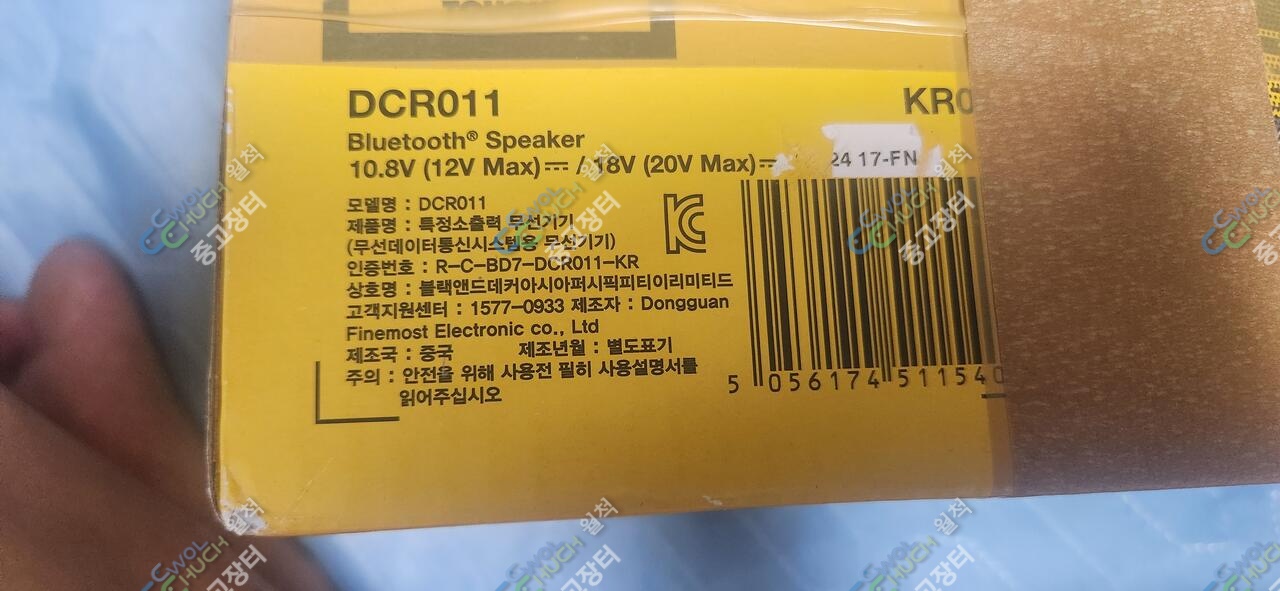 DCR011
KR0
Bluetooth® Speaker
10.8V (12V Max)⎓ / 18V (20V Max)⎓
24 17-FN
모델명 : DCR011
제품명 : 특정소출력 무선기기
(무선데이터통신시스템용 무선기기)
인증번호 : R-C-BD7-DCR011-KR
상호명 : 블랙앤드데커아시아퍼시픽피티이리미티드
고객지원센터 : 1577-0933 제조자 : Dongguan
Finemost Electronic co., Ltd
제조국 : 중국 제조년월 : 별도표기
주의 : 안전을 위해 사용전 필히 사용설명서를
읽어주십시오
5 056174 51154
CWOL CHUCH 월척 중고장터